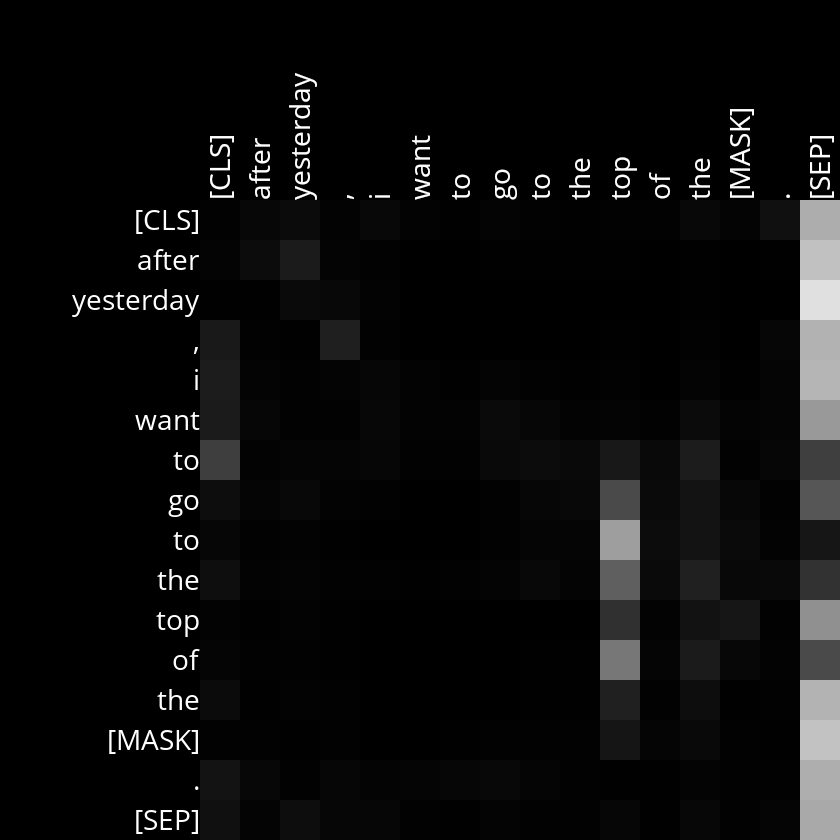 [CLS] after yesterday , i want to go to the top of the [MASK] . [SEP]
[CLS]
after
yesterday
,
i
want
to
go
to
the
top
of
the
[MASK]
.
[SEP]